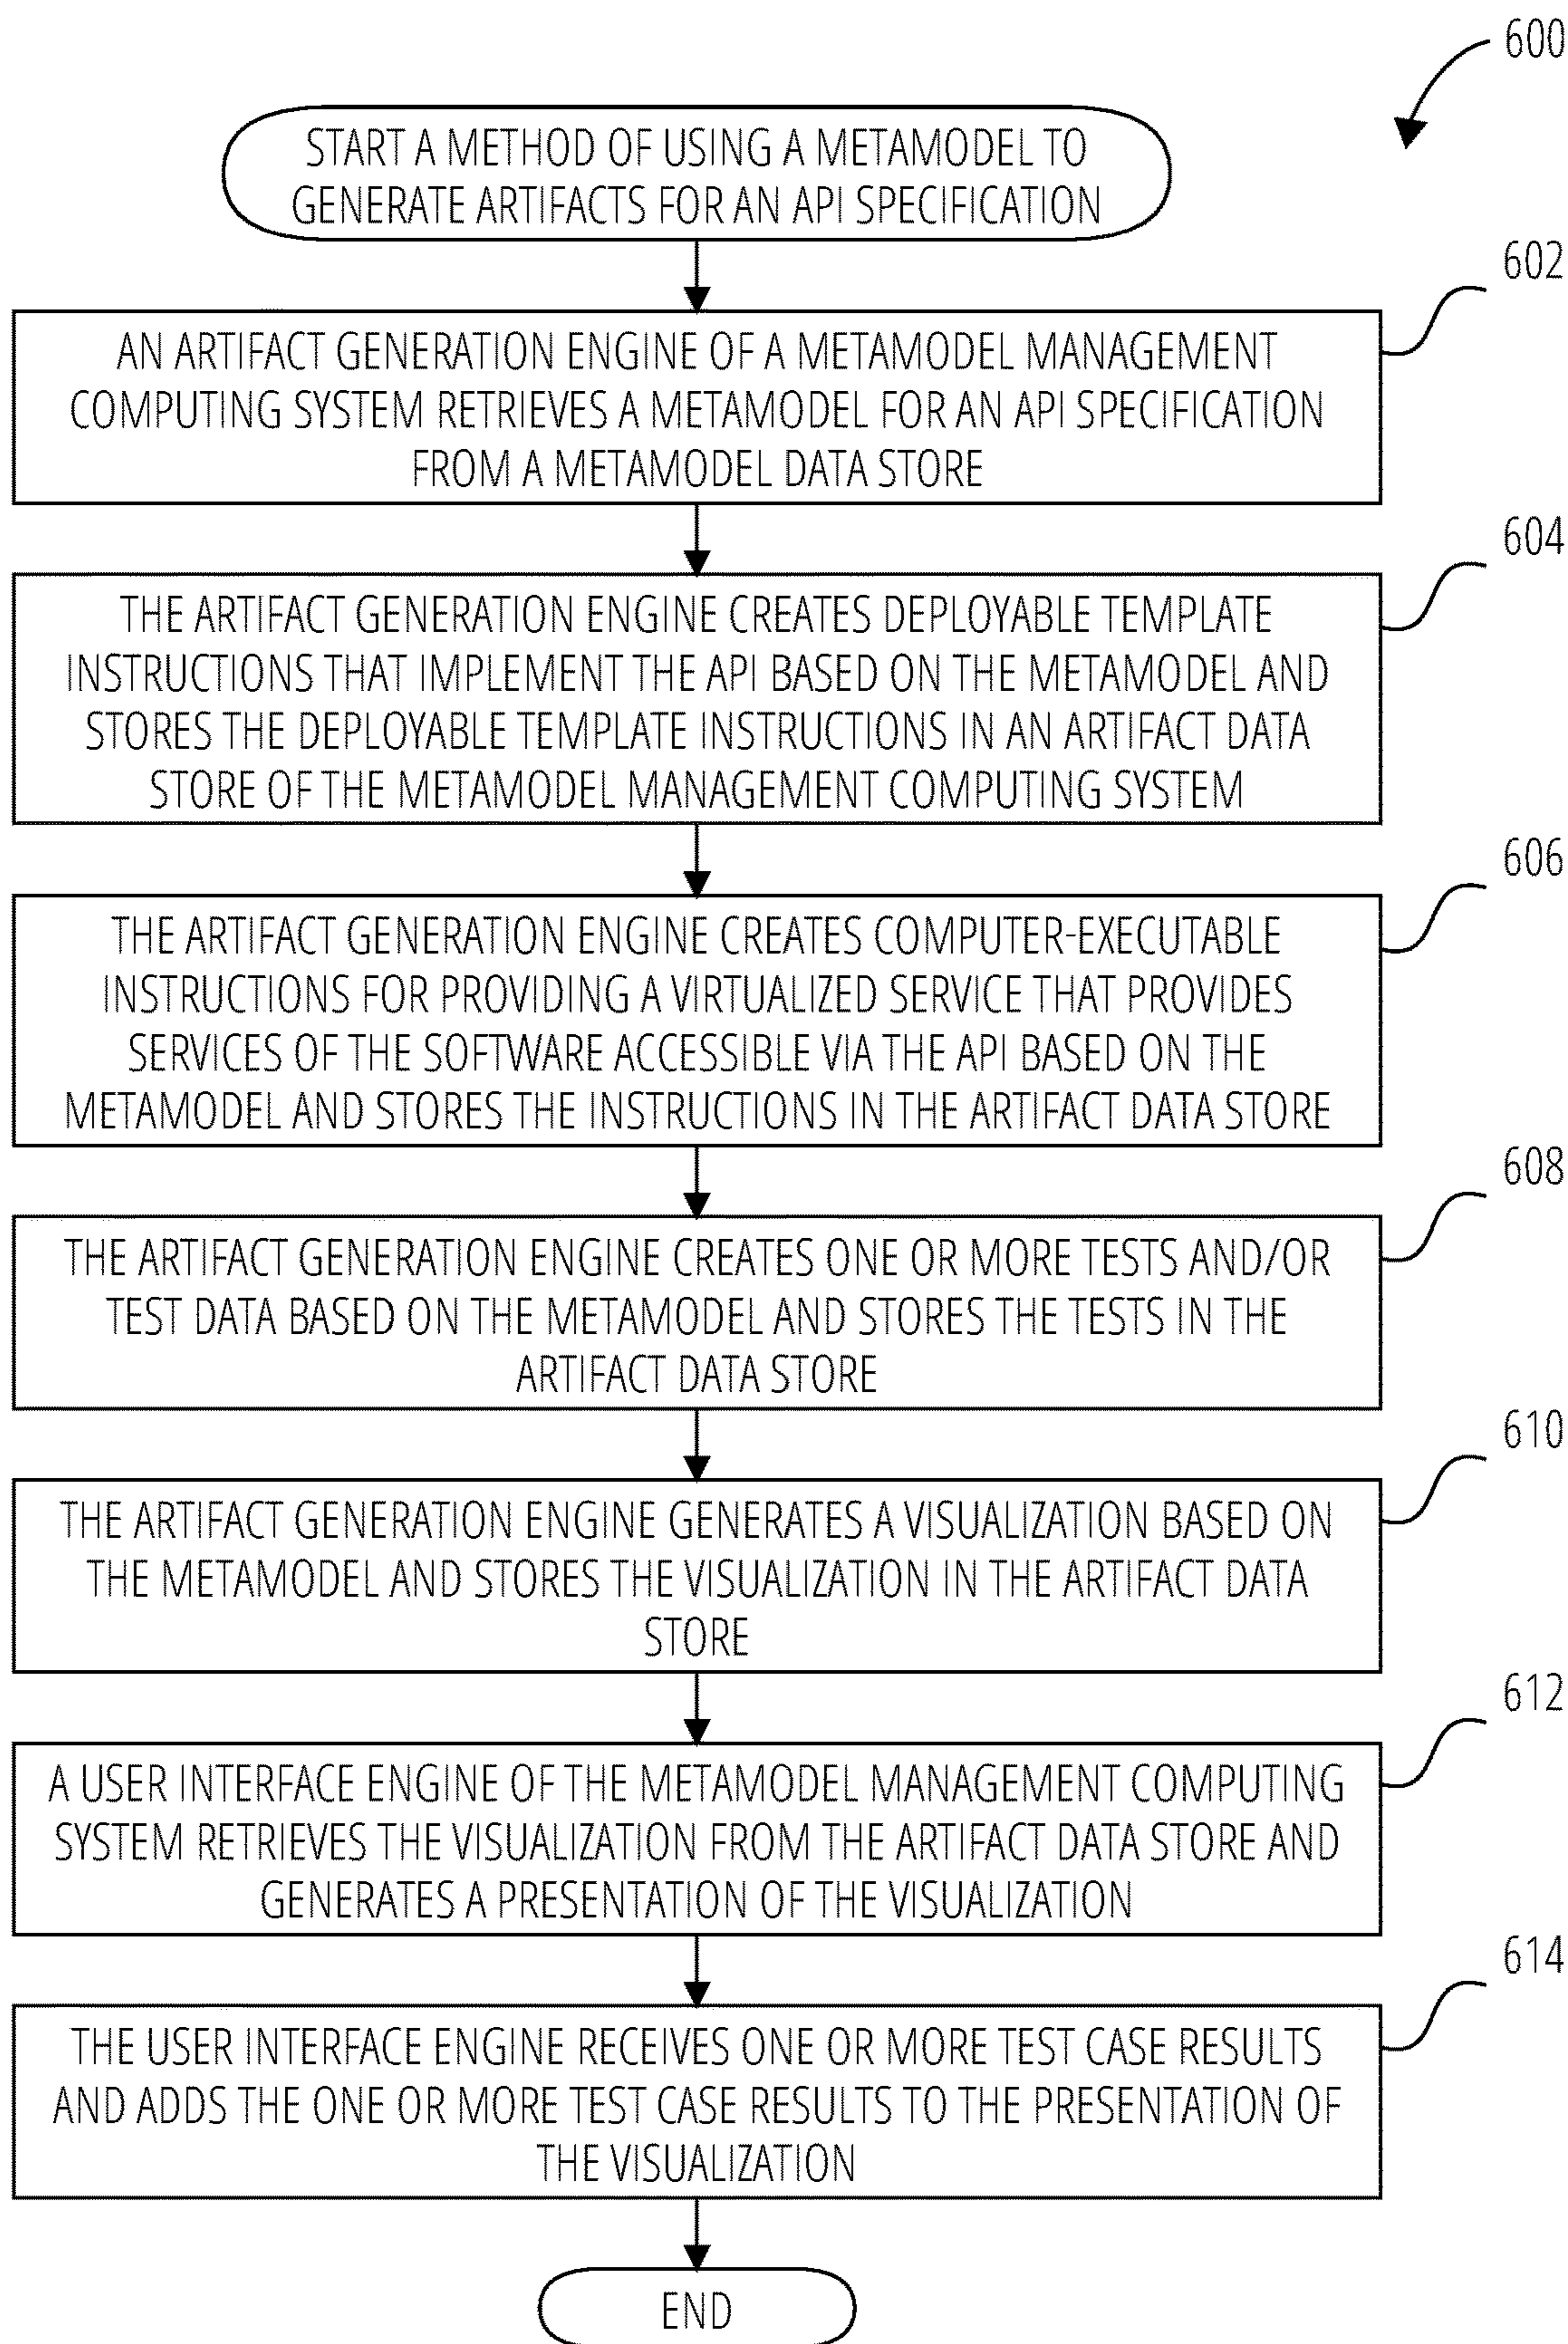 600
START A METHOD OF USING A METAMODEL TO
GENERATE ARTIFACTS FOR AN API SPECIFICATION
602
AN ARTIFACT GENERATION ENGINE OF A METAMODEL MANAGEMENT
COMPUTING SYSTEM RETRIEVES A METAMODEL FOR AN API SPECIFICATION
FROM A METAMODEL DATA STORE
604
THE ARTIFACT GENERATION ENGINE CREATES DEPLOYABLE TEMPLATE
INSTRUCTIONS THAT IMPLEMENT THE API BASED ON THE METAMODEL AND
STORES THE DEPLOYABLE TEMPLATE INSTRUCTIONS IN AN ARTIFACT DATA
STORE OF THE METAMODEL MANAGEMENT COMPUTING SYSTEM
606
THE ARTIFACT GENERATION ENGINE CREATES COMPUTER-EXECUTABLE
INSTRUCTIONS FOR PROVIDING A VIRTUALIZED SERVICE THAT PROVIDES
SERVICES OF THE SOFTWARE ACCESSIBLE VIA THE API BASED ON THE
METAMODEL AND STORES THE INSTRUCTIONS IN THE ARTIFACT DATA STORE
608
THE ARTIFACT GENERATION ENGINE CREATES ONE OR MORE TESTS AND/OR
TEST DATA BASED ON THE METAMODEL AND STORES THE TESTS IN THE
ARTIFACT DATA STORE
610
THE ARTIFACT GENERATION ENGINE GENERATES A VISUALIZATION BASED ON
THE METAMODEL AND STORES THE VISUALIZATION IN THE ARTIFACT DATA
STORE
612
A USER INTERFACE ENGINE OF THE METAMODEL MANAGEMENT COMPUTING
SYSTEM RETRIEVES THE VISUALIZATION FROM THE ARTIFACT DATA STORE AND
GENERATES A PRESENTATION OF THE VISUALIZATION
614
THE USER INTERFACE ENGINE RECEIVES ONE OR MORE TEST CASE RESULTS
AND ADDS THE ONE OR MORE TEST CASE RESULTS TO THE PRESENTATION OF
THE VISUALIZATION
END